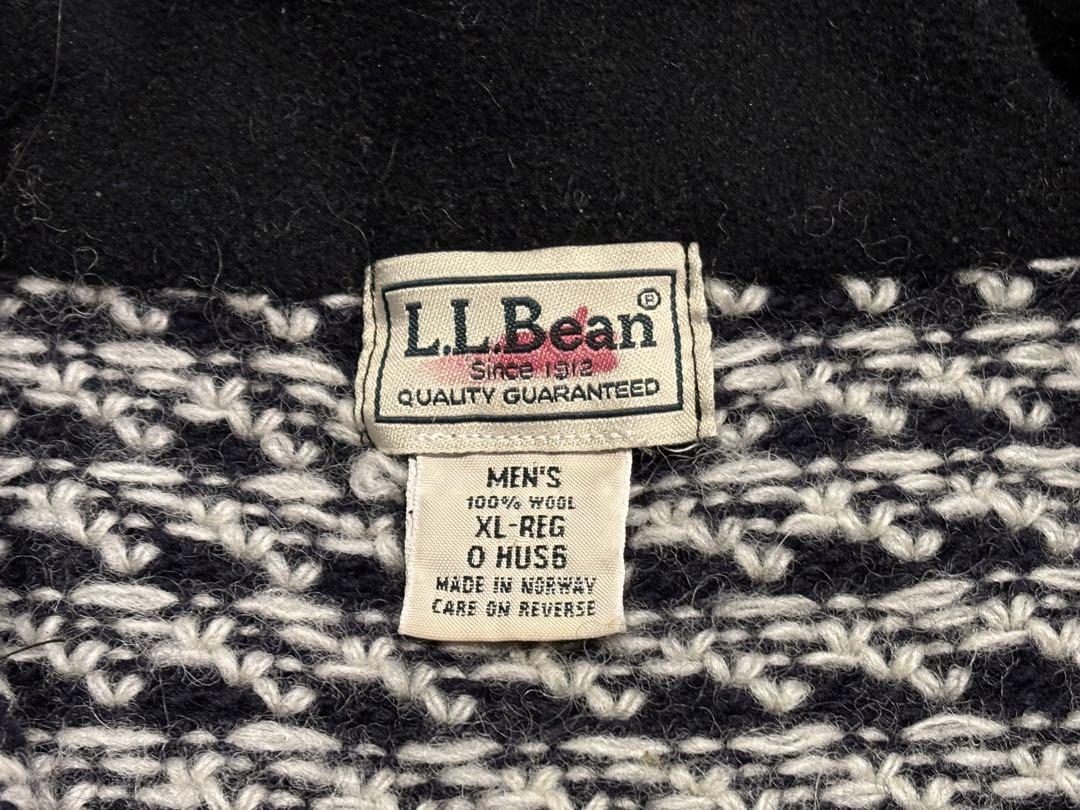 L.L.Bean®
Since 1912
QUALITY GUARANTEED
MEN'S
100% WOOL
XL-REG
0 HUS6
MADE IN NORWAY
CARE ON REVERSE